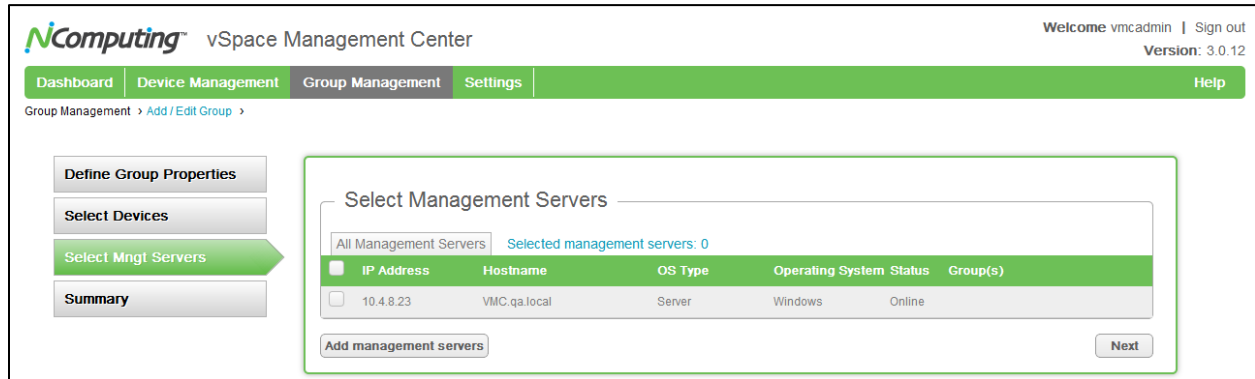 NComputing™ vSpace Management Center
Welcome vmcadmin | Sign out
Version: 3.0.12
Dashboard Device Management Group Management Settings Help
Group Management › Add / Edit Group ›
Define Group Properties
Select Devices
Select Mngt Servers
Summary
Select Management Servers
All Management Servers Selected management servers: 0
IP Address Hostname OS Type Operating System Status Group(s)
10.4.8.23 VMC.qa.local Server Windows Online
Add management servers Next